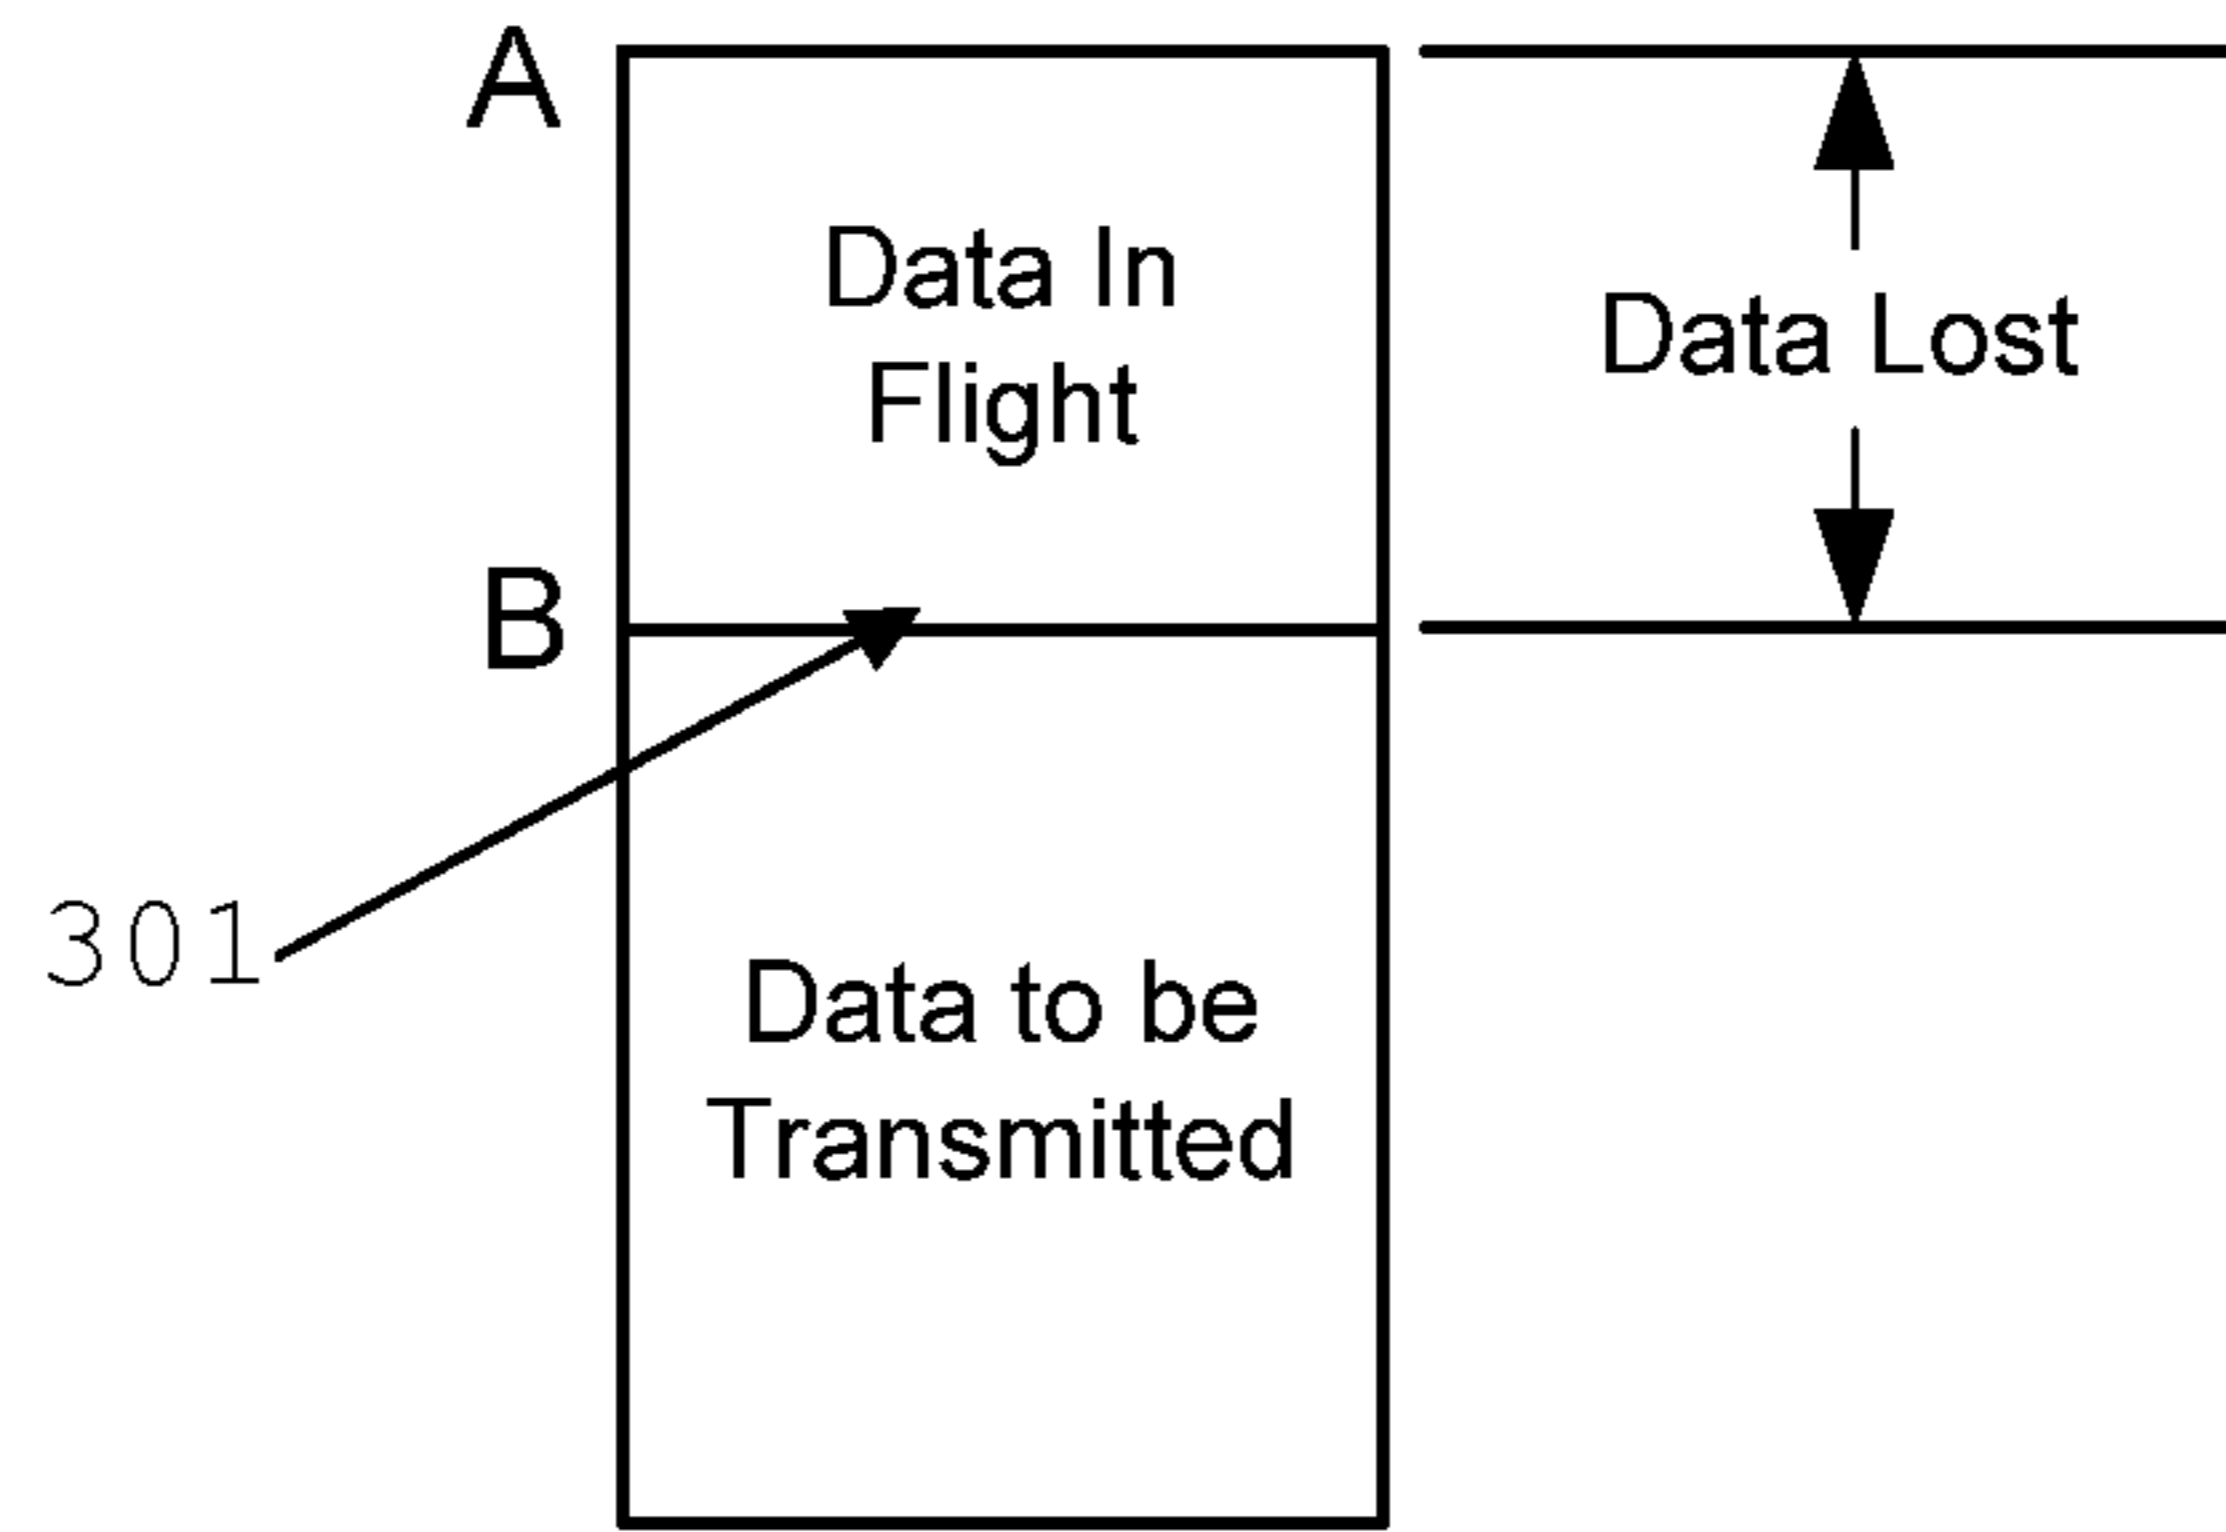 A
Data In
Flight
Data Lost
B
301
Data to be
Transmitted